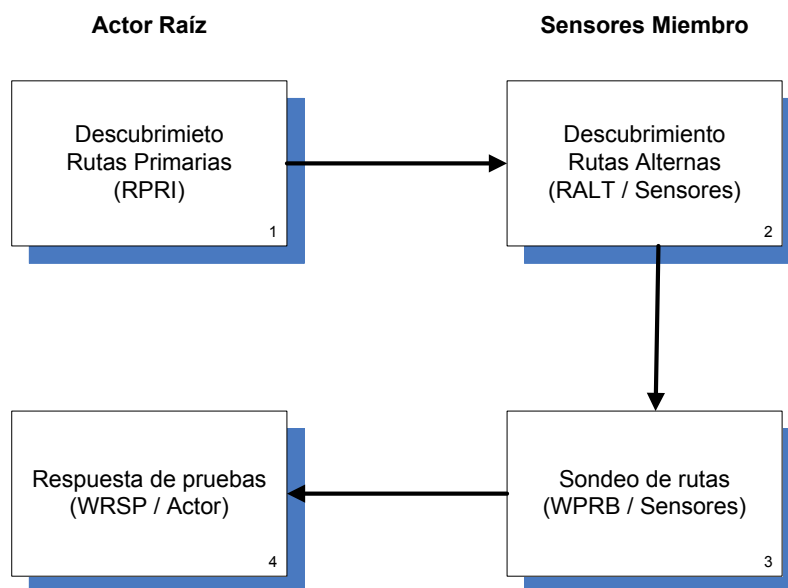 Actor Raíz
Sensores Miembro
Descubrimieto
Rutas Primarias
(RPRI)
1
Descubrimiento
Rutas Alternas
(RALT / Sensores)
2
Respuesta de pruebas
(WRSP / Actor)
4
Sondeo de rutas
(WPRB / Sensores)
3